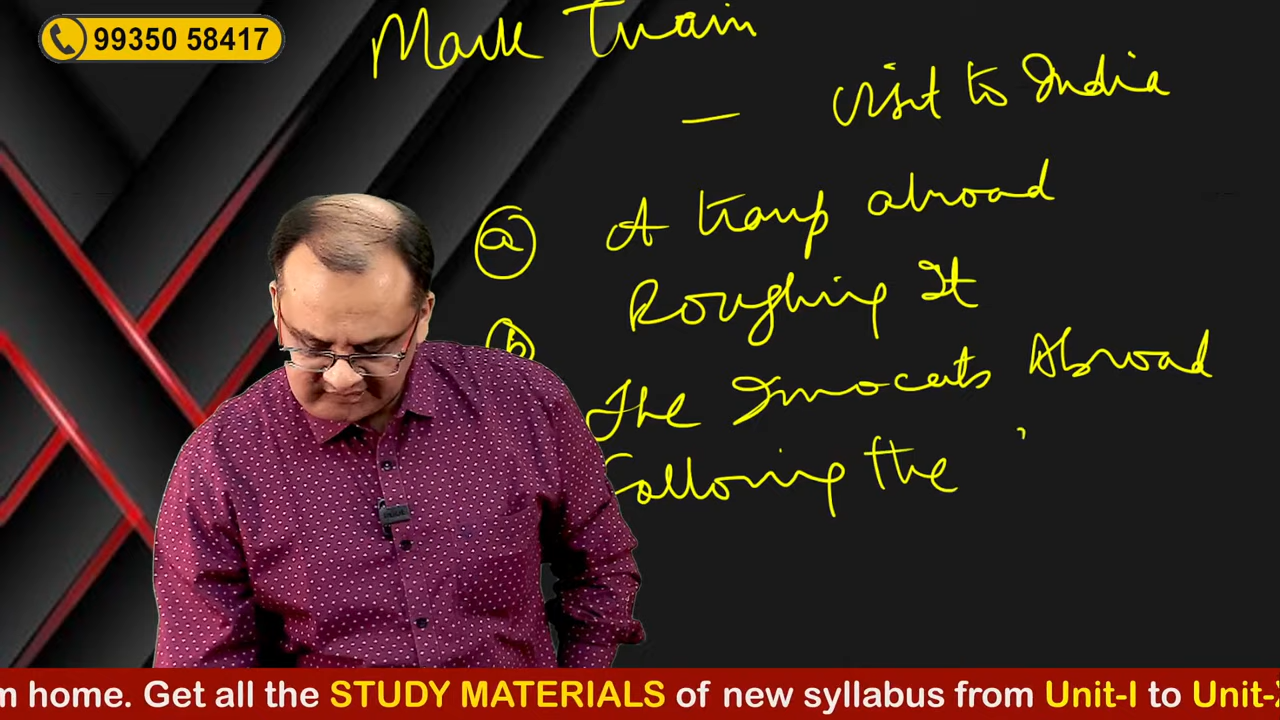 99350 58417
Mark Twain
— visit to India
a A tramp abroad
b Roughing It
The Innocents Abroad
Following the
m home. Get all the STUDY MATERIALS of new syllabus from Unit-I to Unit-